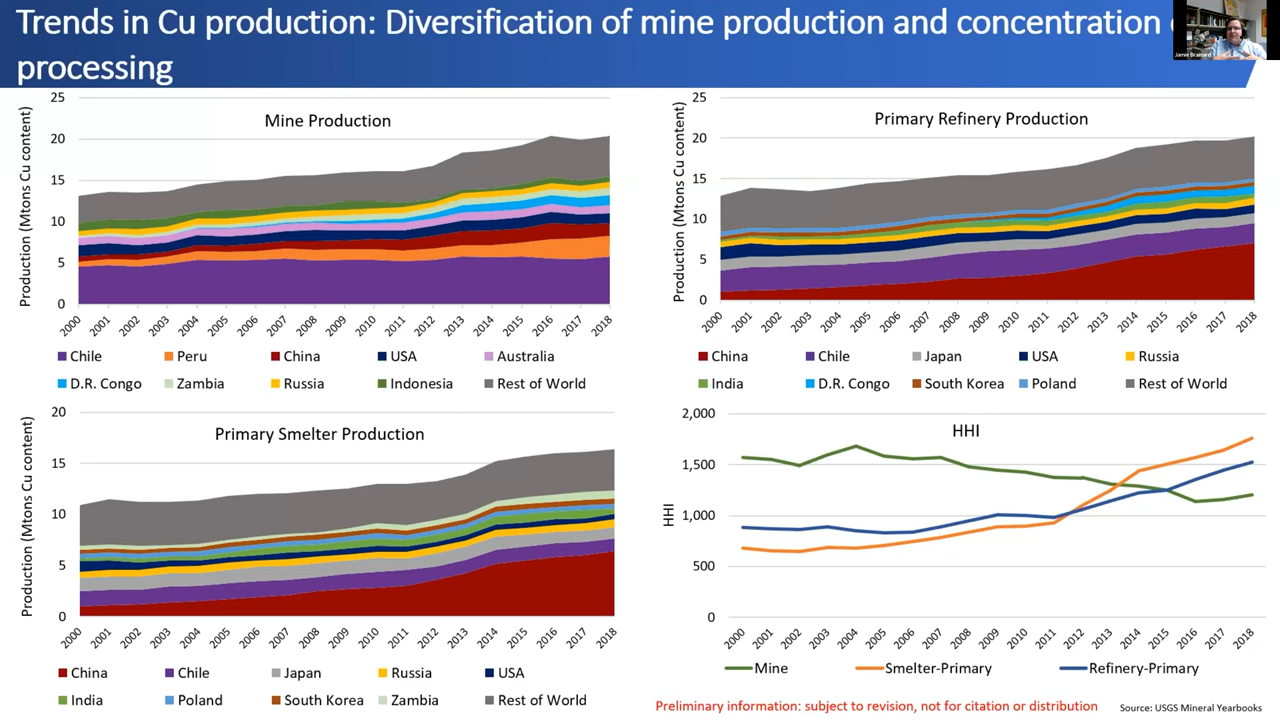 Trends in Cu production: Diversification of mine production and concentration
processing
Jamie Brainard
Mine Production
Production (Mtons Cu content)
25
20
15
10
5
0
2000 2001 2002 2003 2004 2005 2006 2007 2008 2009 2010 2011 2012 2013 2014 2015 2016 2017 2018
Chile Peru China USA Australia
D.R. Congo Zambia Russia Indonesia Rest of World
Primary Refinery Production
Production (Mtons Cu content)
25
20
15
10
5
0
2000 2001 2002 2003 2004 2005 2006 2007 2008 2009 2010 2011 2012 2013 2014 2015 2016 2017 2018
China Chile Japan USA Russia
India D.R. Congo South Korea Poland Rest of World
Primary Smelter Production
Production (Mtons Cu content)
20
15
10
5
0
2000 2001 2002 2003 2004 2005 2006 2007 2008 2009 2010 2011 2012 2013 2014 2015 2016 2017 2018
China Chile Japan Russia USA
India Poland South Korea Zambia Rest of World
HHI
HHI
2,000
1,500
1,000
500
0
2000 2001 2002 2003 2004 2005 2006 2007 2008 2009 2010 2011 2012 2013 2014 2015 2016 2017 2018
Mine Smelter-Primary Refinery-Primary
Preliminary information: subject to revision, not for citation or distribution
Source: USGS Mineral Yearbooks